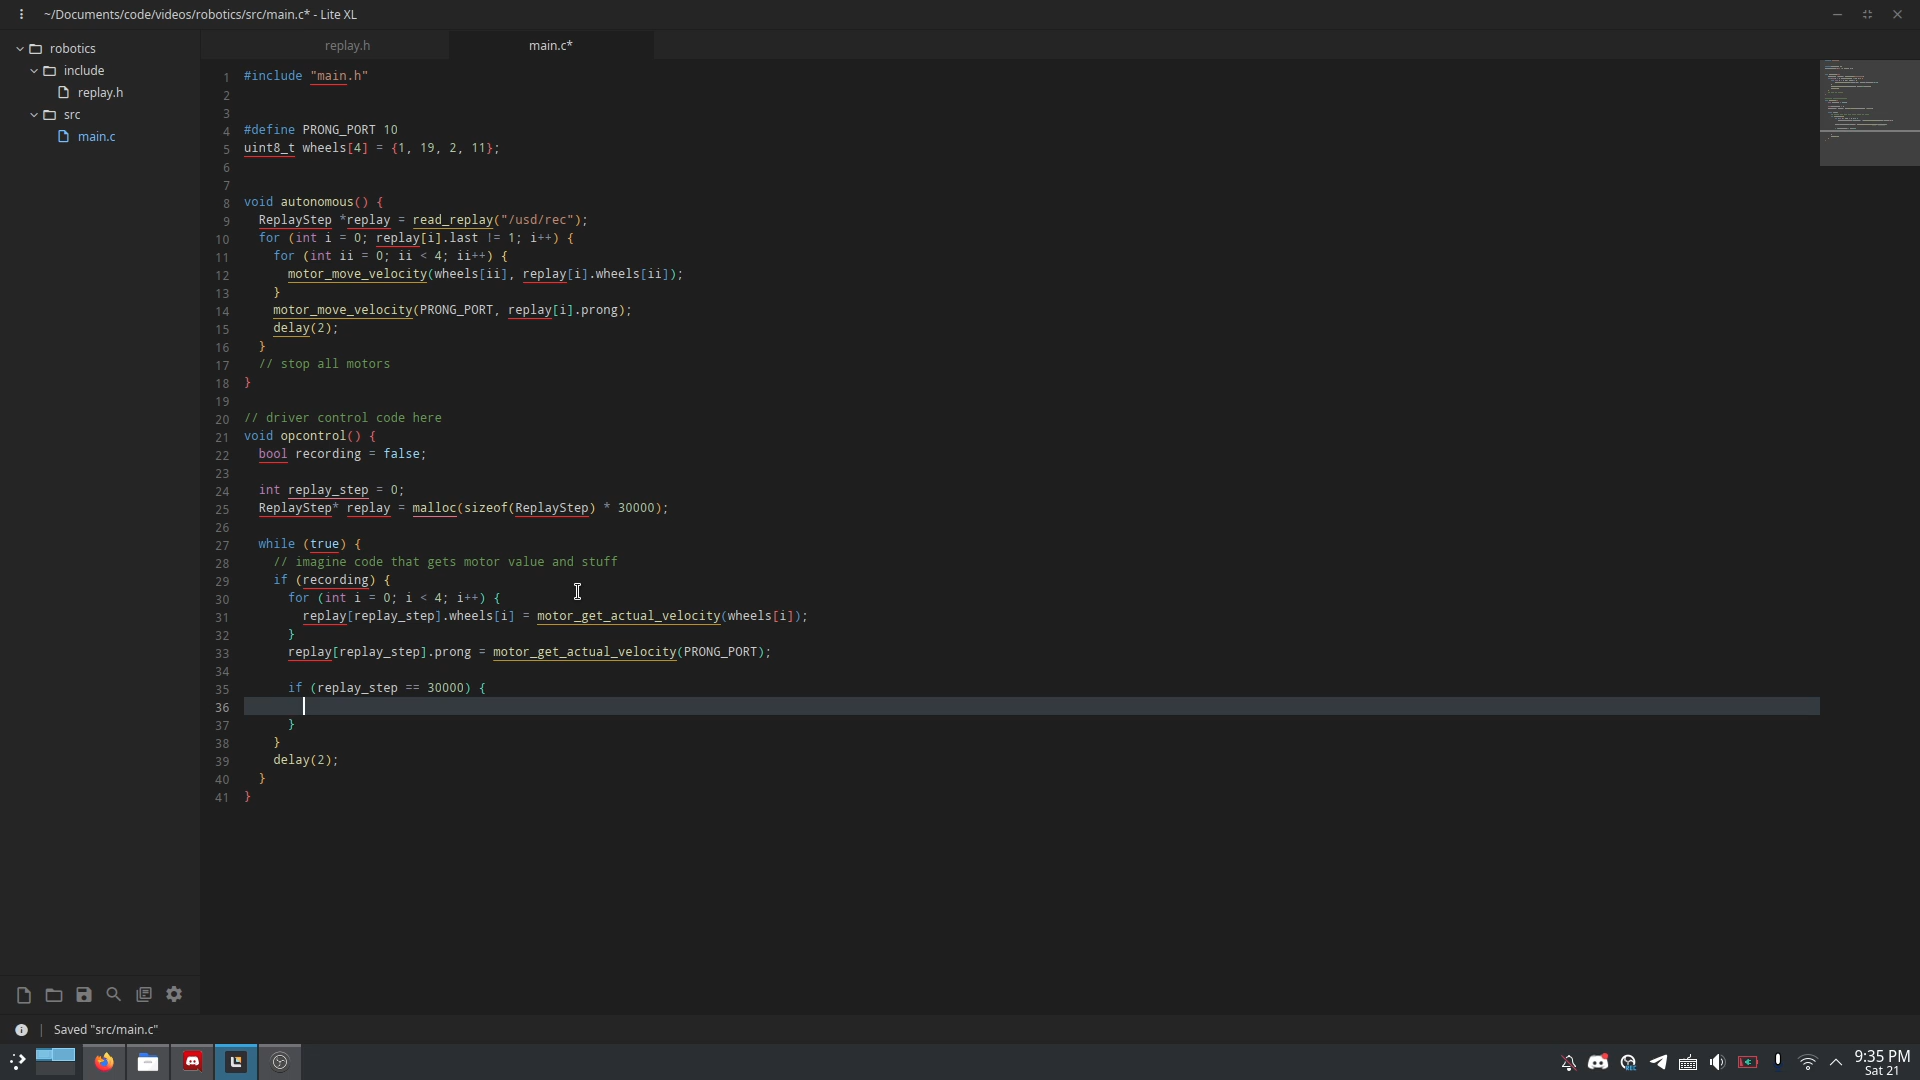 ~/Documents/code/videos/robotics/src/main.c* - Lite XL
robotics
include
replay.h
src
main.c
replay.h
main.c*
1 #include "main.h"
2
3
4 #define PRONG_PORT 10
5 uint8_t wheels[4] = {1, 19, 2, 11};
6
7
8 void autonomous() {
9 ReplayStep *replay = read_replay("/usd/rec");
10 for (int i = 0; replay[i].last != 1; i++) {
11 for (int ii = 0; ii < 4; ii++) {
12 motor_move_velocity(wheels[ii], replay[i].wheels[ii]);
13 }
14 motor_move_velocity(PRONG_PORT, replay[i].prong);
15 delay(2);
16 }
17 // stop all motors
18 }
19
20 // driver control code here
21 void opcontrol() {
22 bool recording = false;
23
24 int replay_step = 0;
25 ReplayStep* replay = malloc(sizeof(ReplayStep) * 30000);
26
27 while (true) {
28 // imagine code that gets motor value and stuff
29 if (recording) {
30 for (int i = 0; i < 4; i++) {
31 replay[replay_step].wheels[i] = motor_get_actual_velocity(wheels[i]);
32 }
33 replay[replay_step].prong = motor_get_actual_velocity(PRONG_PORT);
34
35 if (replay_step == 30000) {
36
37 }
38 }
39 delay(2);
40 }
41 }
Saved "src/main.c"
9:35 PM
Sat 21